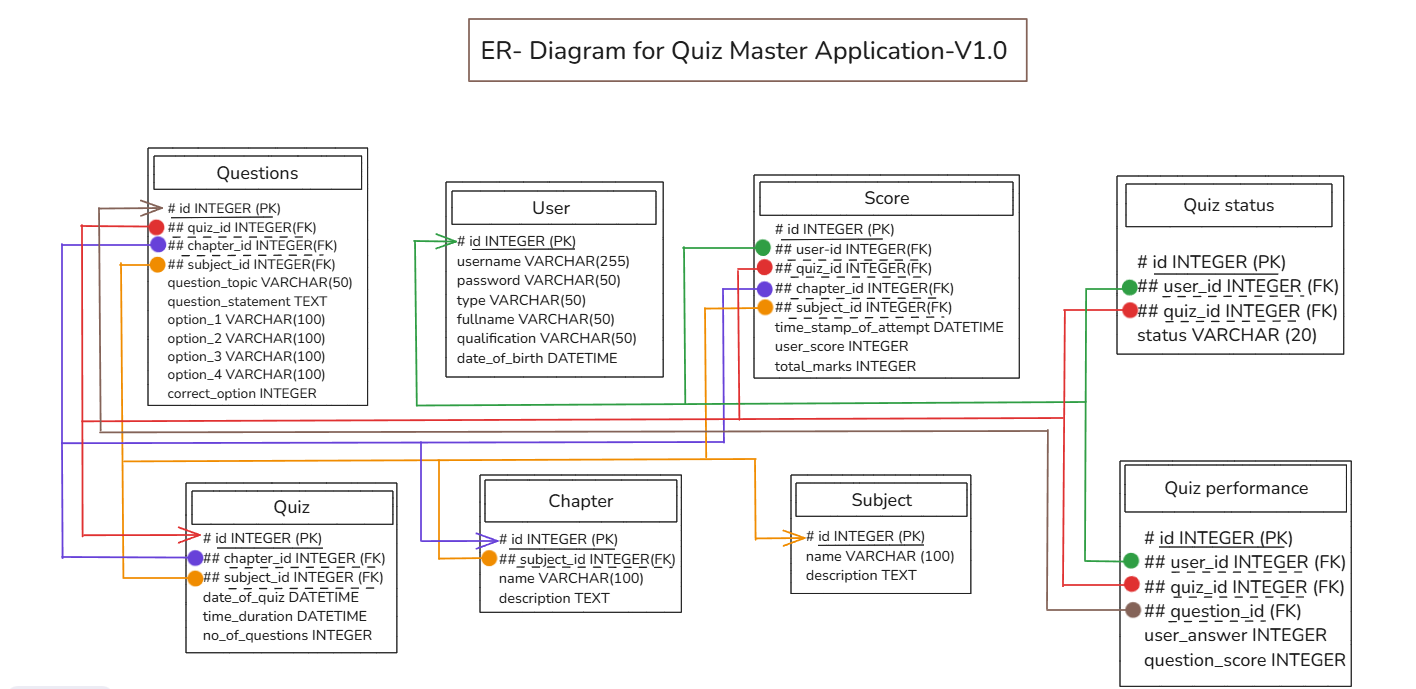 ER- Diagram for Quiz Master Application-V1.0
Questions
# id INTEGER (PK)
## quiz_id INTEGER(FK)
## chapter_id INTEGER(FK)
## subject_id INTEGER(FK)
question_topic VARCHAR(50)
question_statement TEXT
option_1 VARCHAR(100)
option_2 VARCHAR(100)
option_3 VARCHAR(100)
option_4 VARCHAR(100)
correct_option INTEGER
User
# id INTEGER (PK)
username VARCHAR(255)
password VARCHAR(50)
type VARCHAR(50)
fullname VARCHAR(50)
qualification VARCHAR(50)
date_of_birth DATETIME
Score
# id INTEGER (PK)
## user-id INTEGER(FK)
## quiz_id INTEGER(FK)
## chapter_id INTEGER(FK)
## subject_id INTEGER(FK)
time_stamp_of_attempt DATETIME
user_score INTEGER
total_marks INTEGER
Quiz status
# id INTEGER (PK)
## user_id INTEGER (FK)
## quiz_id INTEGER (FK)
status VARCHAR (20)
Quiz
# id INTEGER (PK)
## chapter_id INTEGER (FK)
## subject_id INTEGER (FK)
date_of_quiz DATETIME
time_duration DATETIME
no_of_questions INTEGER
Chapter
# id INTEGER (PK)
## subject_id INTEGER(FK)
name VARCHAR(100)
description TEXT
Subject
# id INTEGER (PK)
name VARCHAR (100)
description TEXT
Quiz performance
# id INTEGER (PK)
## user_id INTEGER (FK)
## quiz_id INTEGER (FK)
## question_id (FK)
user_answer INTEGER
question_score INTEGER